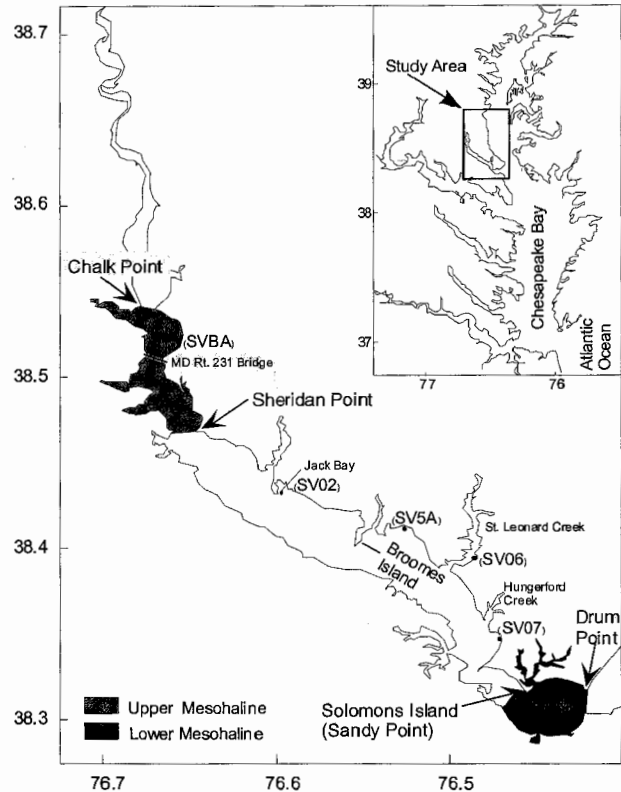 38.7
38.6
38.5
38.4
38.3
76.7
76.6
76.5
Study Area
39
38
37
77
76
Chesapeake Bay
Atlantic
Ocean
Chalk Point
(SVBA)
MD Rt. 231 Bridge
Sheridan Point
Jack Bay
(SV02)
(SV5A)
St. Leonard Creek
Broomes
Island
(SV06)
Hungerford
Creek
(SV07)
Drum
Point
Solomons Island
(Sandy Point)
Upper Mesohaline
Lower Mesohaline